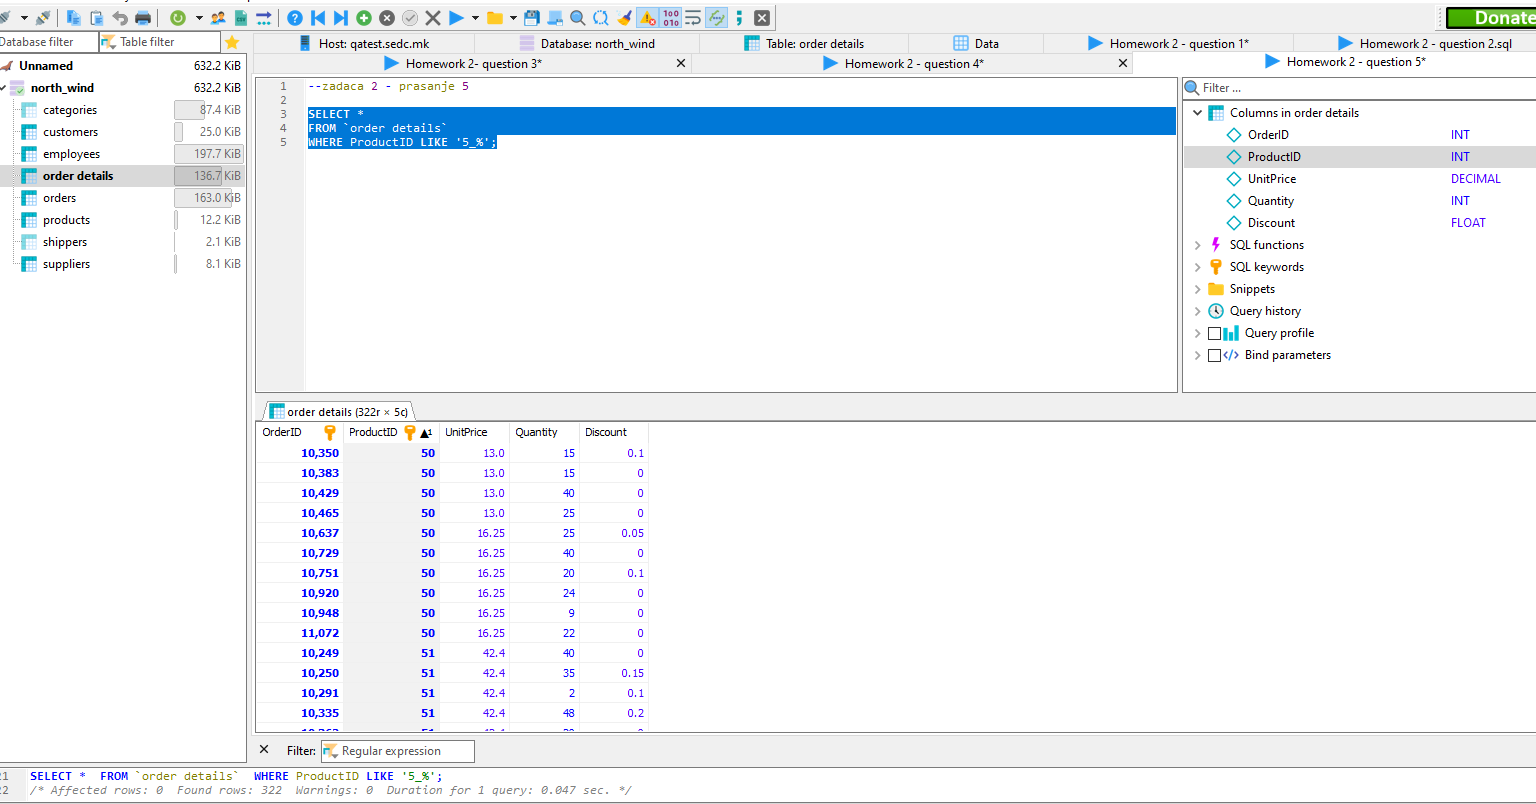 Donate
Database filter
Table filter
Host: qatest.sedc.mk
Database: north_wind
Table: order details
Data
Homework 2 - question 1*
Homework 2 - question 2.sql
Homework 2- question 3*
Homework 2 - question 4*
Homework 2 - question 5*
Unnamed 632.2 KiB
north_wind 632.2 KiB
categories 87.4 KiB
customers 25.0 KiB
employees 197.7 KiB
order details 136.7 KiB
orders 163.0 KiB
products 12.2 KiB
shippers 2.1 KiB
suppliers 8.1 KiB
1 --zadaca 2 - prasanje 5
2
3 SELECT *
4 FROM `order details`
5 WHERE ProductID LIKE '5_%';
Filter ...
Columns in order details
OrderID INT
ProductID INT
UnitPrice DECIMAL
Quantity INT
Discount FLOAT
SQL functions
SQL keywords
Snippets
Query history
Query profile
Bind parameters
order details (322r × 5c)
OrderID ProductID 1 UnitPrice Quantity Discount
10,350 50 13.0 15 0.1
10,383 50 13.0 15 0
10,429 50 13.0 40 0
10,465 50 13.0 25 0
10,637 50 16.25 25 0.05
10,729 50 16.25 40 0
10,751 50 16.25 20 0.1
10,920 50 16.25 24 0
10,948 50 16.25 9 0
11,072 50 16.25 22 0
10,249 51 42.4 40 0
10,250 51 42.4 35 0.15
10,291 51 42.4 2 0.1
10,335 51 42.4 48 0.2
Filter: Regular expression
21 SELECT *  FROM `order details`  WHERE ProductID LIKE '5_%';
22 /* Affected rows: 0  Found rows: 322  Warnings: 0  Duration for 1 query: 0.047 sec. */